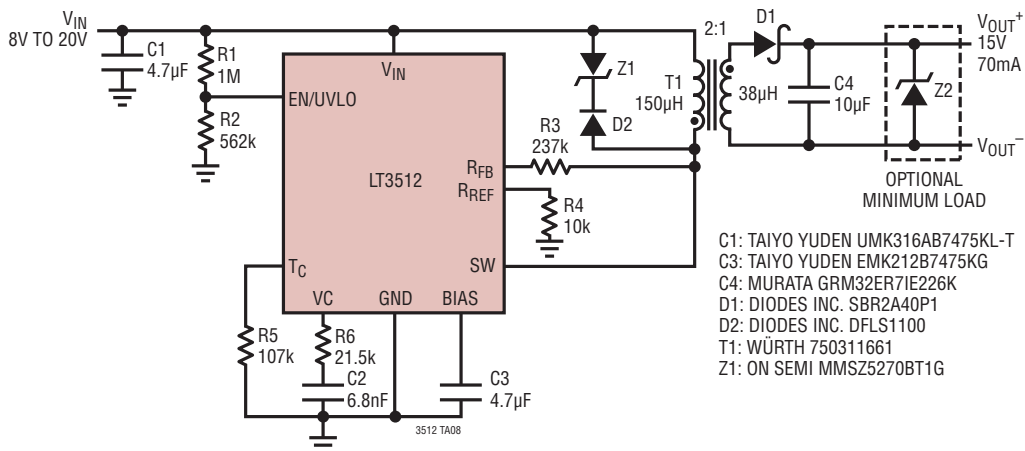 VIN
8V TO 20V
C1
4.7µF
R1
1M
R2
562k
VIN
EN/UVLO
LT3512
RFB
RREF
SW
TC
VC
GND
BIAS
R3
237k
R4
10k
R5
107k
R6
21.5k
C2
6.8nF
C3
4.7µF
3512 TA08
Z1
D2
T1
150µH
2:1
38µH
D1
C4
10µF
Z2
OPTIONAL
MINIMUM LOAD
VOUT+
15V
70mA
VOUT–
C1: TAIYO YUDEN UMK316AB7475KL-T
C3: TAIYO YUDEN EMK212B7475KG
C4: MURATA GRM32ER7IE226K
D1: DIODES INC. SBR2A40P1
D2: DIODES INC. DFLS1100
T1: WÜRTH 750311661
Z1: ON SEMI MMSZ5270BT1G